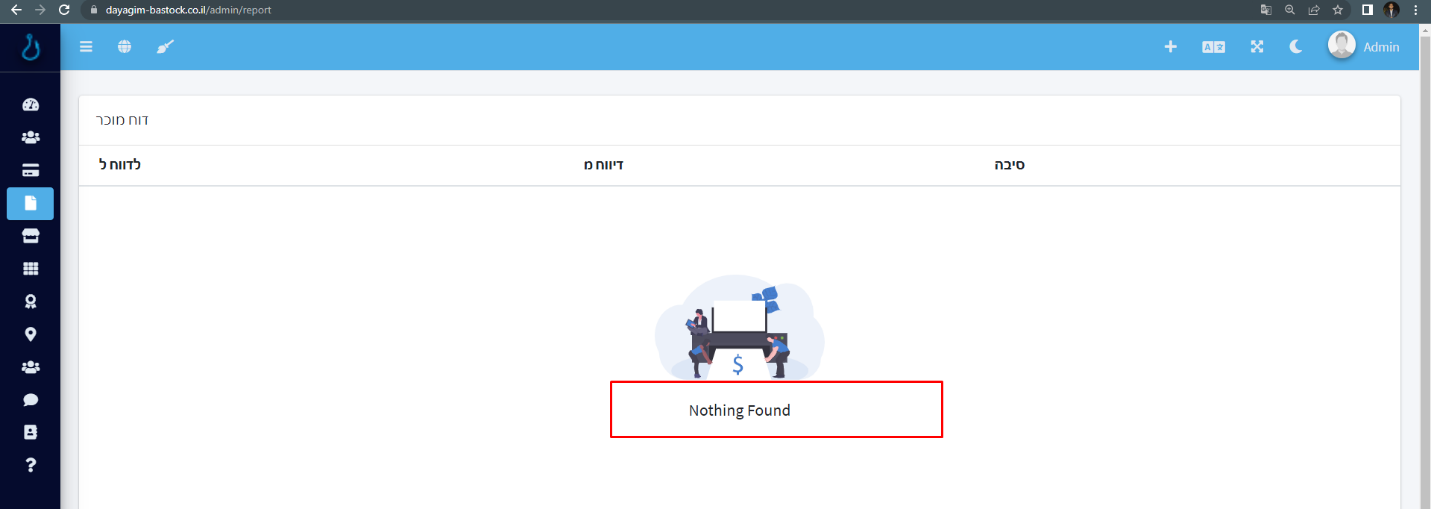 dayagim-bastock.co.il/admin/report
Admin
דוח מוכר
לדווח ל דיווח מ סיבה
$
Nothing Found
?